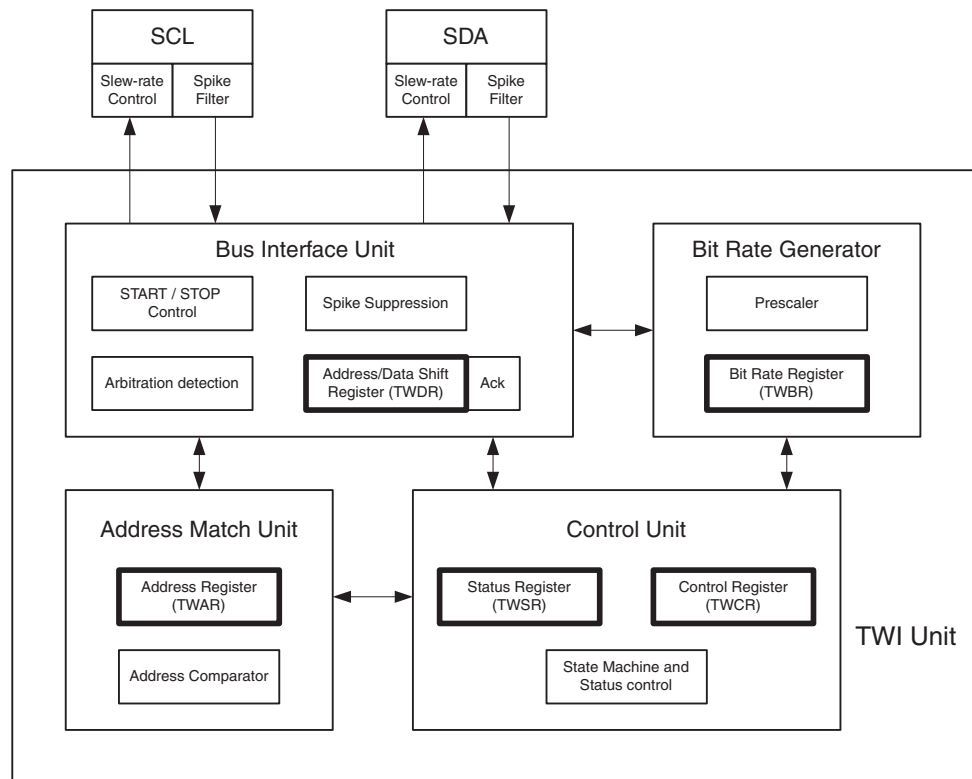 SCL
SDA
Slew-rate
Control
Spike
Filter
Slew-rate
Control
Spike
Filter
Bus Interface Unit
Bit Rate Generator
START / STOP
Control
Spike Suppression
Prescaler
Arbitration detection
Address/Data Shift
Register (TWDR)
Ack
Bit Rate Register
(TWBR)
Address Match Unit
Control Unit
Address Register
(TWAR)
Status Register
(TWSR)
Control Register
(TWCR)
TWI Unit
Address Comparator
State Machine and
Status control